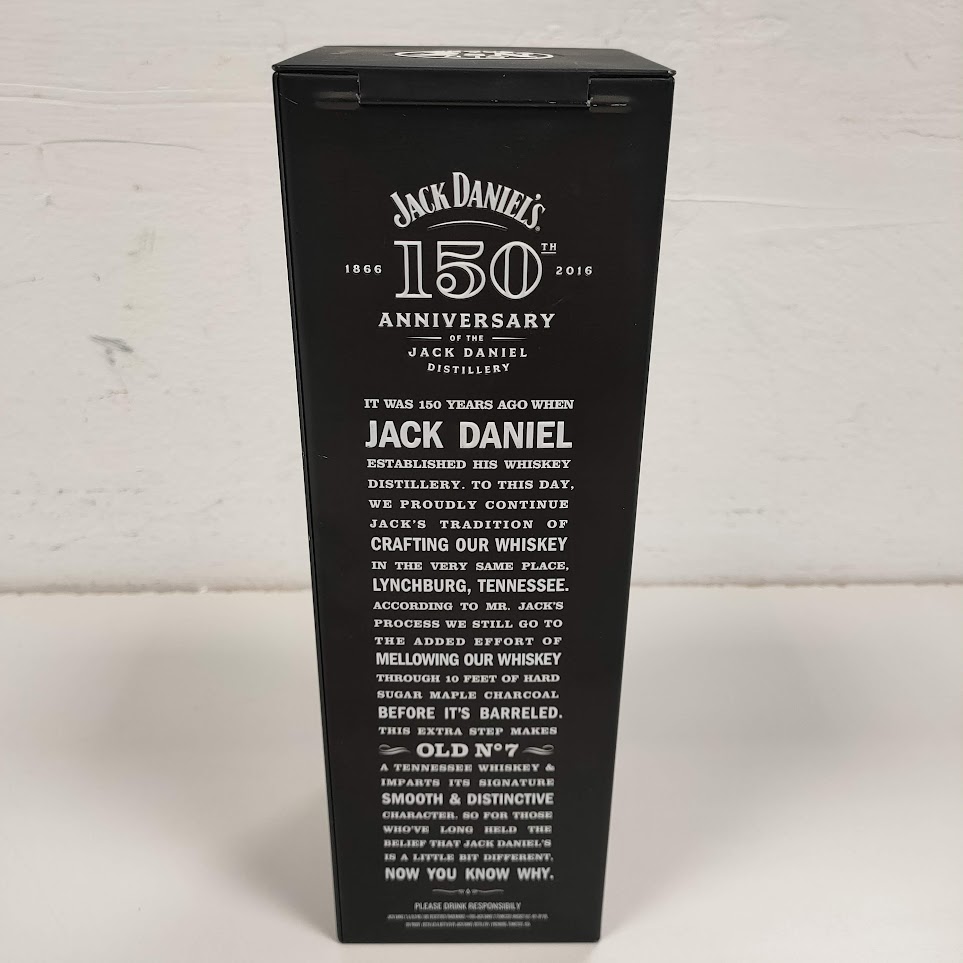 JACK DANIEL'S
1866 150TH 2016
ANNIVERSARY
OF THE
JACK DANIEL
DISTILLERY
IT WAS 150 YEARS AGO WHEN
JACK DANIEL
ESTABLISHED HIS WHISKEY
DISTILLERY. TO THIS DAY,
WE PROUDLY CONTINUE
JACK'S TRADITION OF
CRAFTING OUR WHISKEY
IN THE VERY SAME PLACE,
LYNCHBURG, TENNESSEE.
ACCORDING TO MR. JACK'S
PROCESS WE STILL GO TO
THE ADDED EFFORT OF
MELLOWING OUR WHISKEY
THROUGH 10 FEET OF HARD
SUGAR MAPLE CHARCOAL
BEFORE IT'S BARRELED.
THIS EXTRA STEP MAKES
OLD Nº 7
A TENNESSEE WHISKEY &
IMPARTS ITS SIGNATURE
SMOOTH & DISTINCTIVE
CHARACTER. SO FOR THOSE
WHO'VE LONG HELD THE
BELIEF THAT JACK DANIEL'S
IS A LITTLE BIT DIFFERENT,
NOW YOU KNOW WHY.
PLEASE DRINK RESPONSIBLY